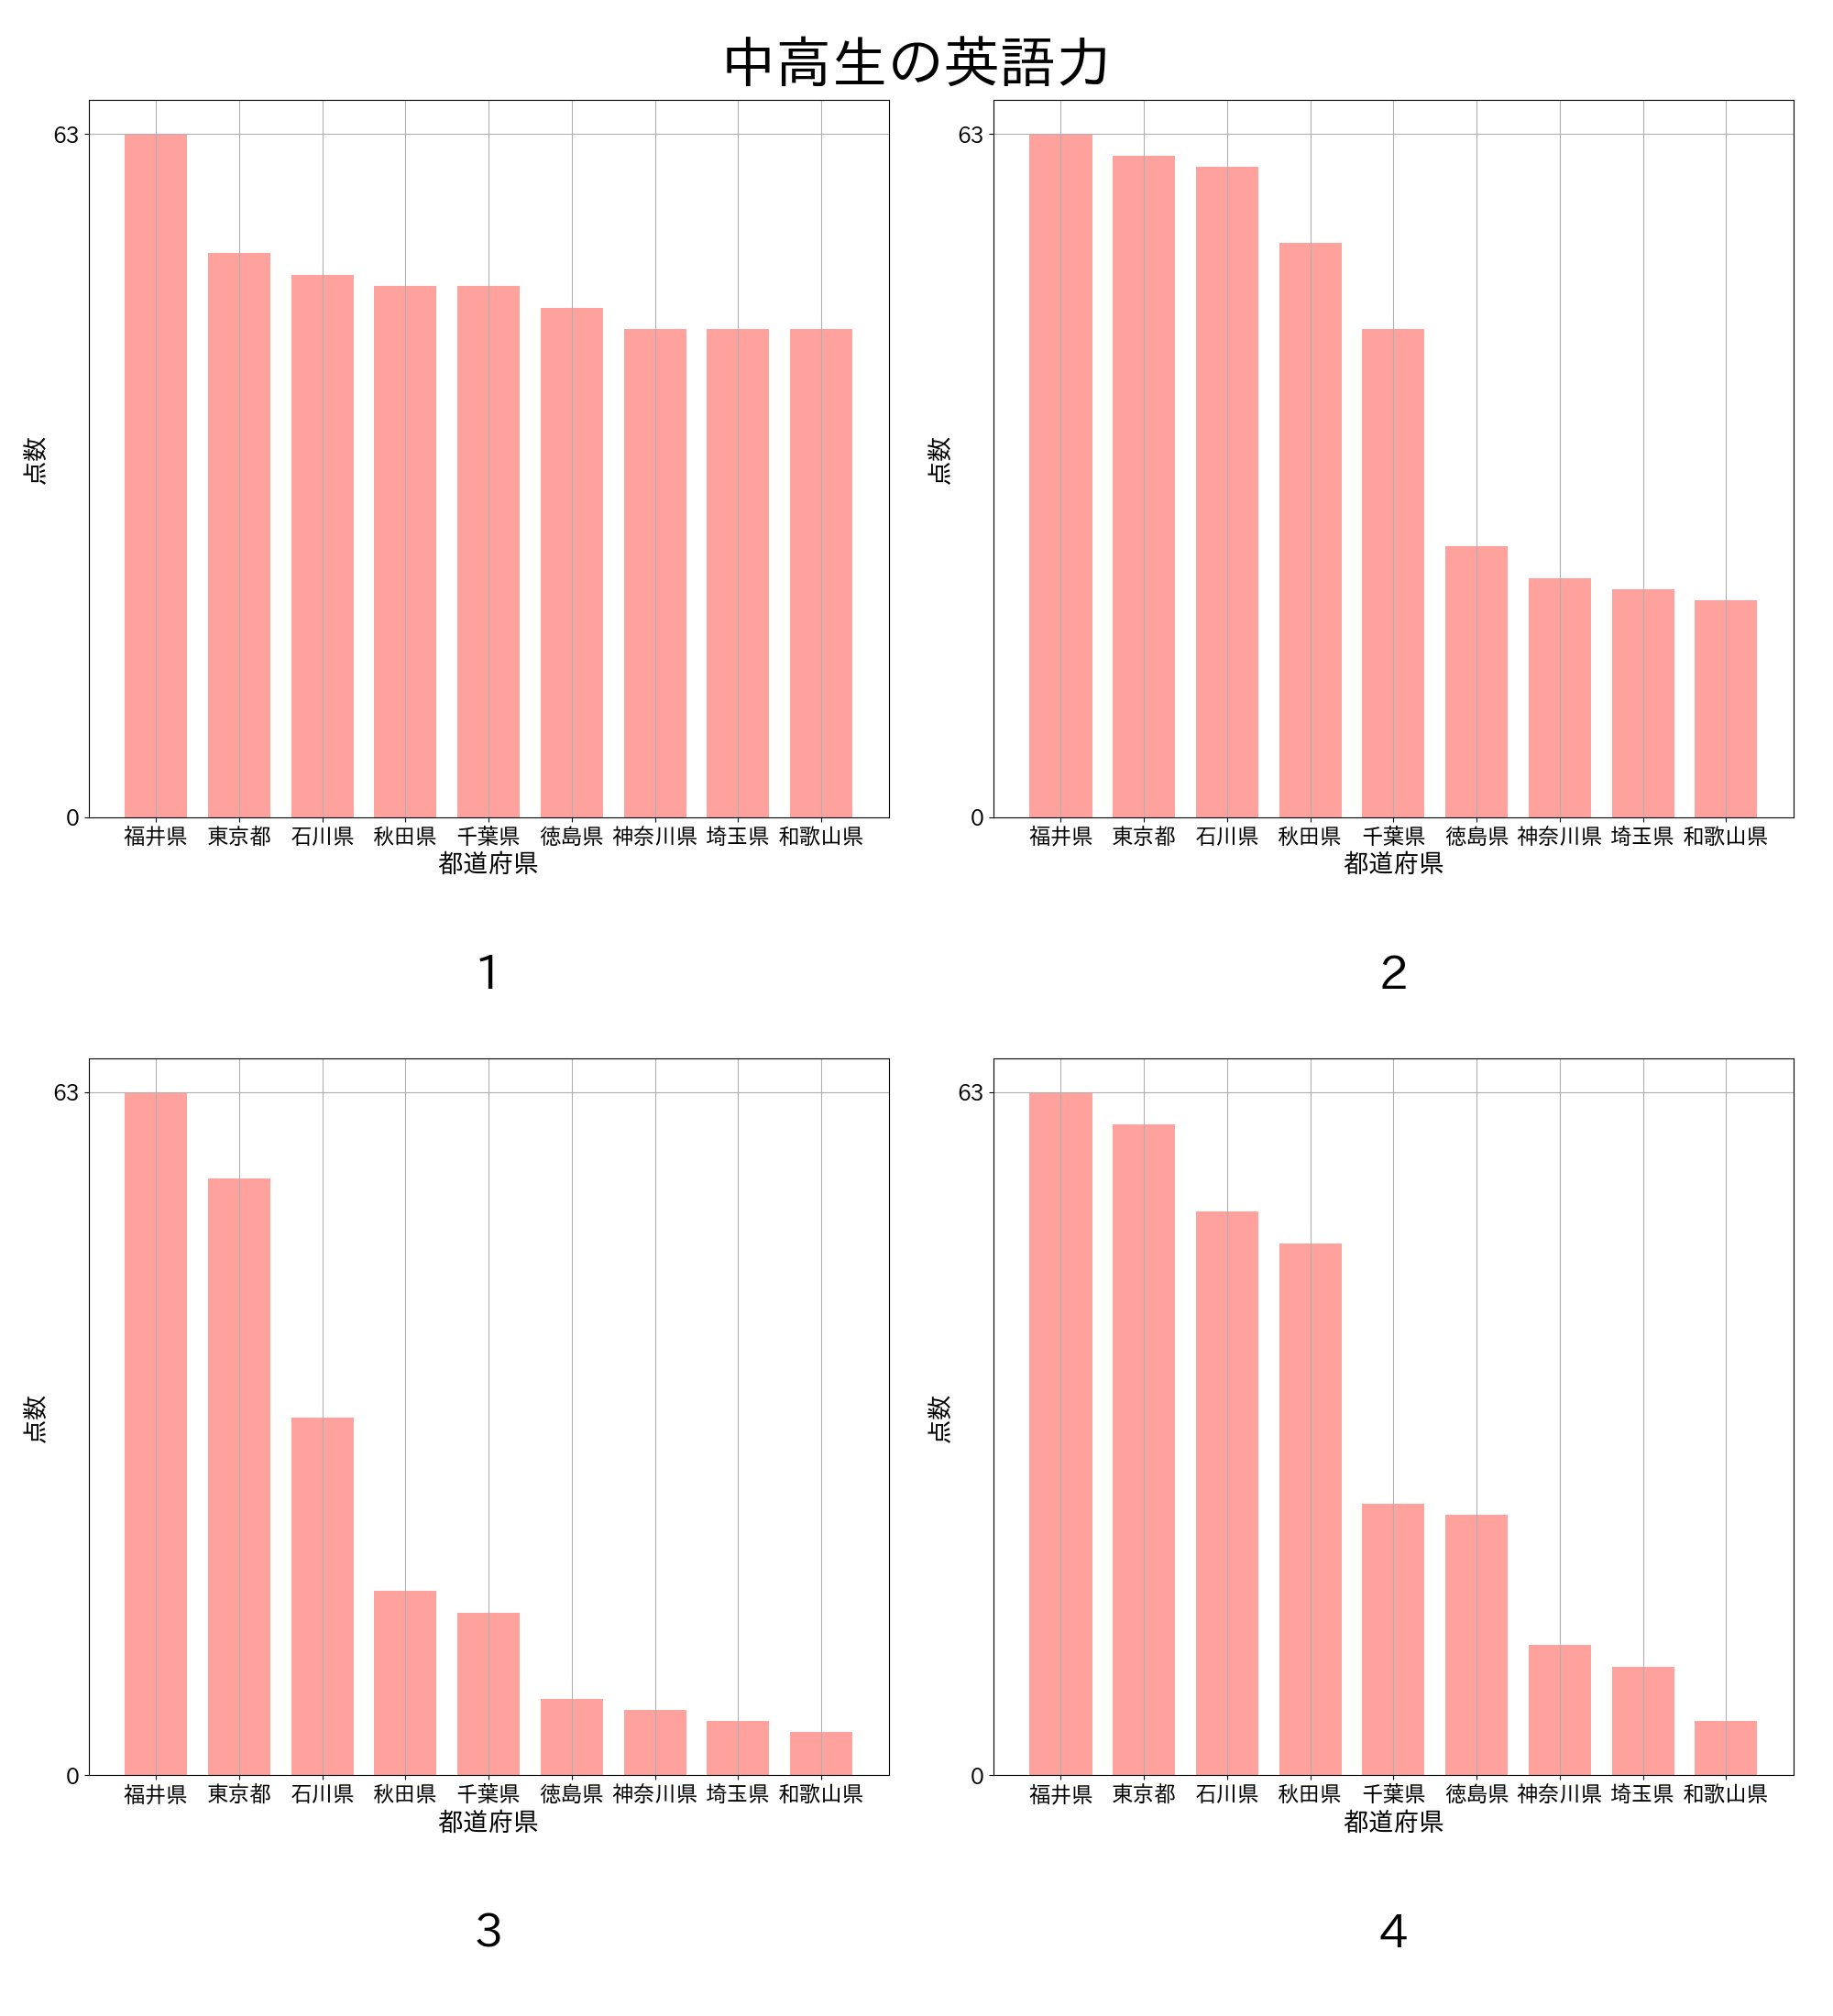 中高生の英語力
63
点数
0
福井県 東京都 石川県 秋田県 千葉県 徳島県 神奈川県 埼玉県 和歌山県
都道府県
1
63
点数
0
福井県 東京都 石川県 秋田県 千葉県 徳島県 神奈川県 埼玉県 和歌山県
都道府県
2
63
点数
0
福井県 東京都 石川県 秋田県 千葉県 徳島県 神奈川県 埼玉県 和歌山県
都道府県
3
63
点数
0
福井県 東京都 石川県 秋田県 千葉県 徳島県 神奈川県 埼玉県 和歌山県
都道府県
4